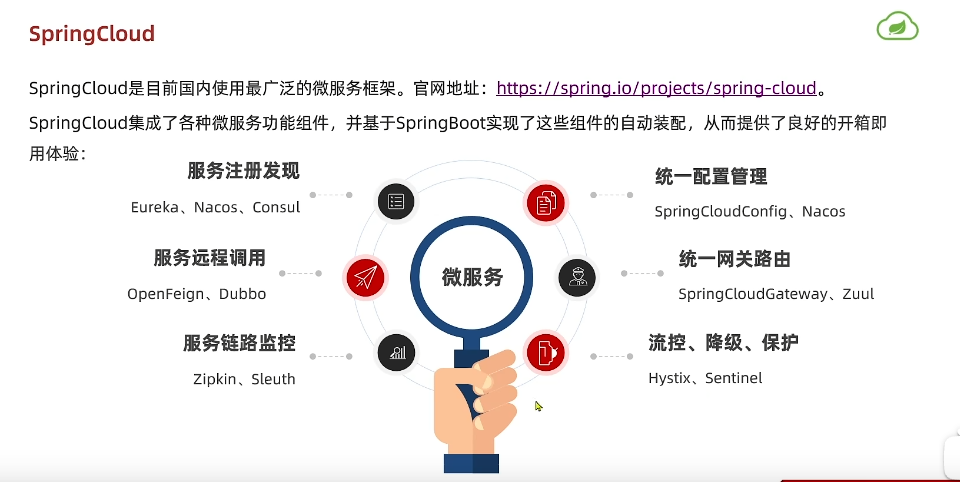 SpringCloud
SpringCloud是目前国内使用最广泛的微服务框架。官网地址：https://spring.io/projects/spring-cloud。
SpringCloud集成了各种微服务功能组件，并基于SpringBoot实现了这些组件的自动装配，从而提供了良好的开箱即
用体验：
服务注册发现
Eureka、Nacos、Consul
统一配置管理
SpringCloudConfig、Nacos
服务远程调用
OpenFeign、Dubbo
微服务
统一网关路由
SpringCloudGateway、Zuul
服务链路监控
Zipkin、Sleuth
流控、降级、保护
Hystix、Sentinel